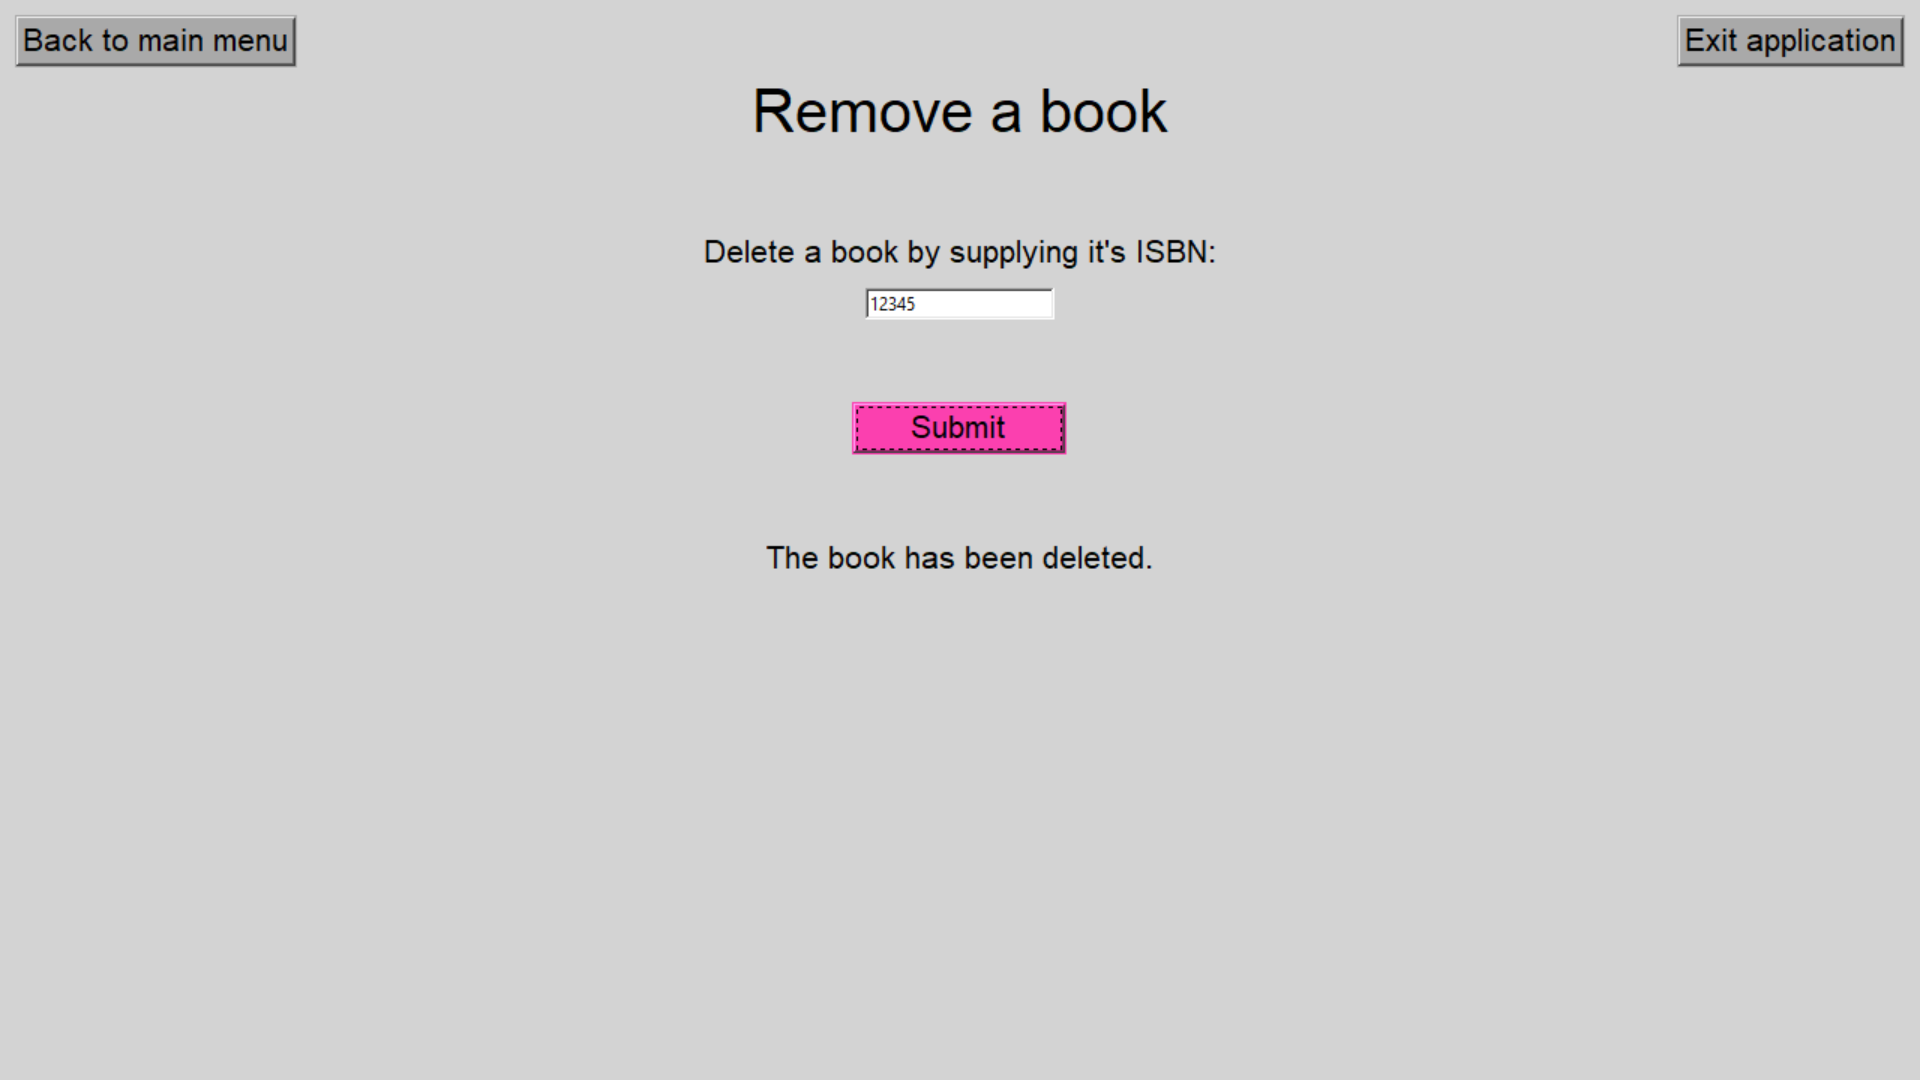 Back to main menu
Exit application
Remove a book
Delete a book by supplying it's ISBN:
12345
Submit
The book has been deleted.